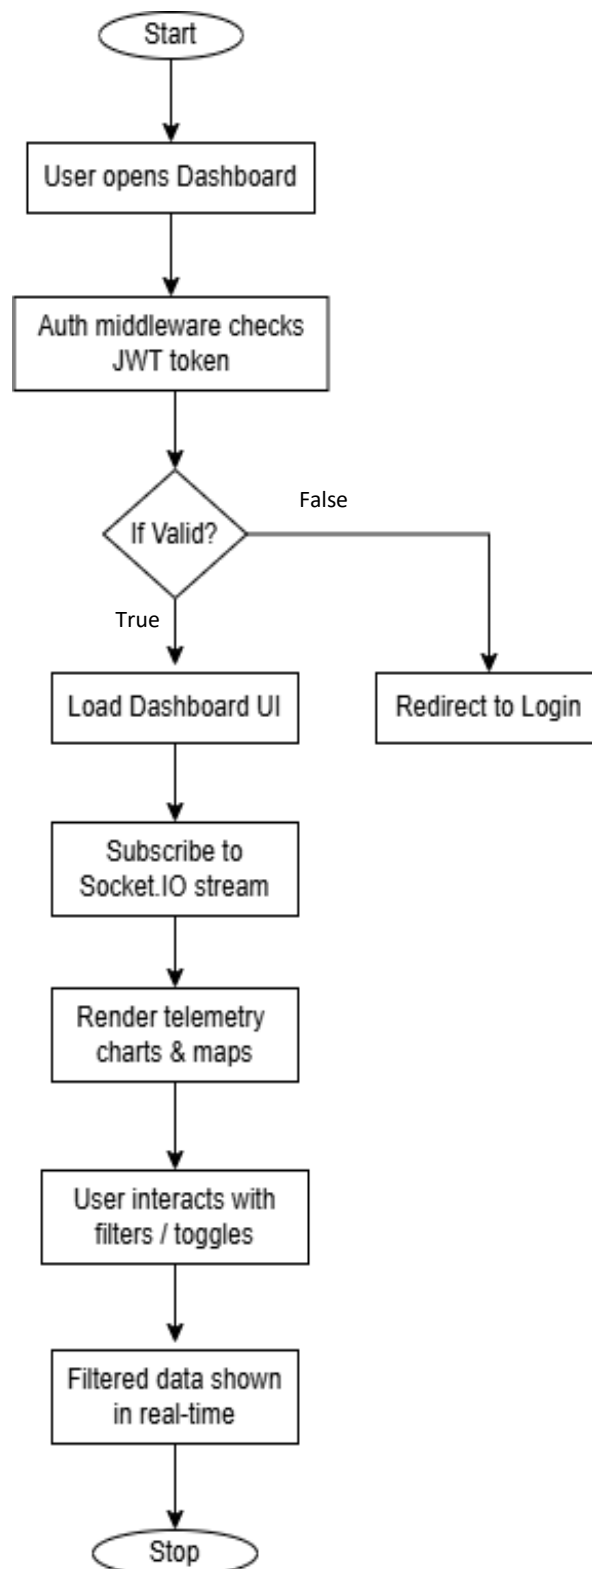 Start
User opens Dashboard
Auth middleware checks
JWT token
If Valid?
False
True
Load Dashboard UI
Redirect to Login
Subscribe to
Socket.IO stream
Render telemetry
charts & maps
User interacts with
filters / toggles
Filtered data shown
in real-time
Stop